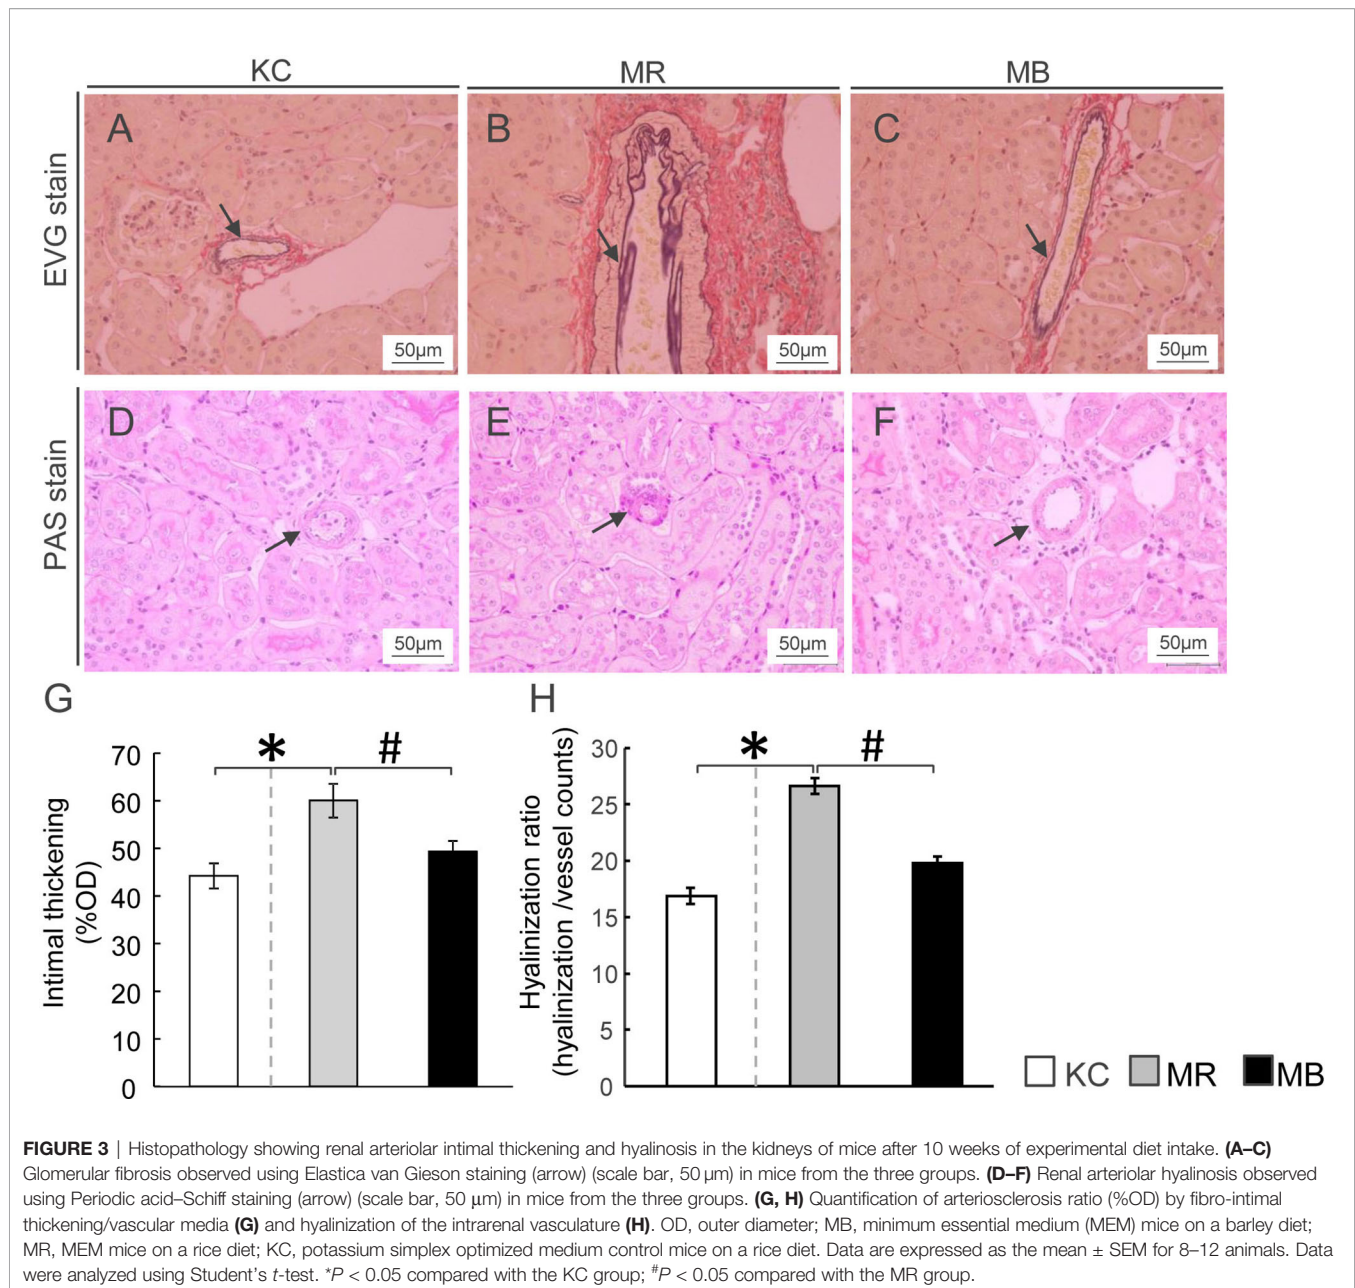 KC MR MB
EVG stain
A B C
50µm 50µm 50µm
PAS stain
D E F
50µm 50µm 50µm
G
Intimal thickening
(%OD)
70
60
50
40
30
20
10
0
* #
H
Hyalinization ratio
(hyalinization /vessel counts)
30
25
20
15
10
5
0
* #
KC MR MB
FIGURE 3 | Histopathology showing renal arteriolar intimal thickening and hyalinosis in the kidneys of mice after 10 weeks of experimental diet intake. (A–C)
Glomerular fibrosis observed using Elastica van Gieson staining (arrow) (scale bar, 50 µm) in mice from the three groups. (D–F) Renal arteriolar hyalinosis observed
using Periodic acid–Schiff staining (arrow) (scale bar, 50 µm) in mice from the three groups. (G, H) Quantification of arteriosclerosis ratio (%OD) by fibro-intimal
thickening/vascular media (G) and hyalinization of the intrarenal vasculature (H). OD, outer diameter; MB, minimum essential medium (MEM) mice on a barley diet;
MR, MEM mice on a rice diet; KC, potassium simplex optimized medium control mice on a rice diet. Data are expressed as the mean ± SEM for 8–12 animals. Data
were analyzed using Student's t-test. *P < 0.05 compared with the KC group; #P < 0.05 compared with the MR group.